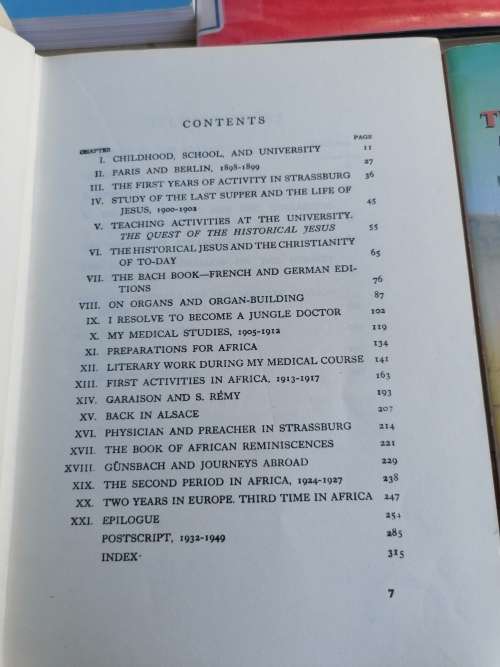 CONTENTS
CHAPTER PAGE
I. CHILDHOOD, SCHOOL, AND UNIVERSITY 11
II. PARIS AND BERLIN, 1898-1899 27
III. THE FIRST YEARS OF ACTIVITY IN STRASSBURG 36
IV. STUDY OF THE LAST SUPPER AND THE LIFE OF
JESUS, 1900-1902 45
V. TEACHING ACTIVITIES AT THE UNIVERSITY.
THE QUEST OF THE HISTORICAL JESUS 55
VI. THE HISTORICAL JESUS AND THE CHRISTIANITY
OF TO-DAY 65
VII. THE BACH BOOK—FRENCH AND GERMAN EDI-
TIONS 76
VIII. ON ORGANS AND ORGAN-BUILDING 87
IX. I RESOLVE TO BECOME A JUNGLE DOCTOR 102
X. MY MEDICAL STUDIES, 1905-1912 119
XI. PREPARATIONS FOR AFRICA 134
XII. LITERARY WORK DURING MY MEDICAL COURSE 141
XIII. FIRST ACTIVITIES IN AFRICA, 1913-1917 163
XIV. GARAISON AND S. RÉMY 193
XV. BACK IN ALSACE 207
XVI. PHYSICIAN AND PREACHER IN STRASSBURG 214
XVII. THE BOOK OF AFRICAN REMINISCENCES 221
XVIII. GÜNSBACH AND JOURNEYS ABROAD 229
XIX. THE SECOND PERIOD IN AFRICA, 1924-1927 238
XX. TWO YEARS IN EUROPE. THIRD TIME IN AFRICA 247
XXI. EPILOGUE 254
POSTSCRIPT, 1932-1949 285
INDEX 315
7
T